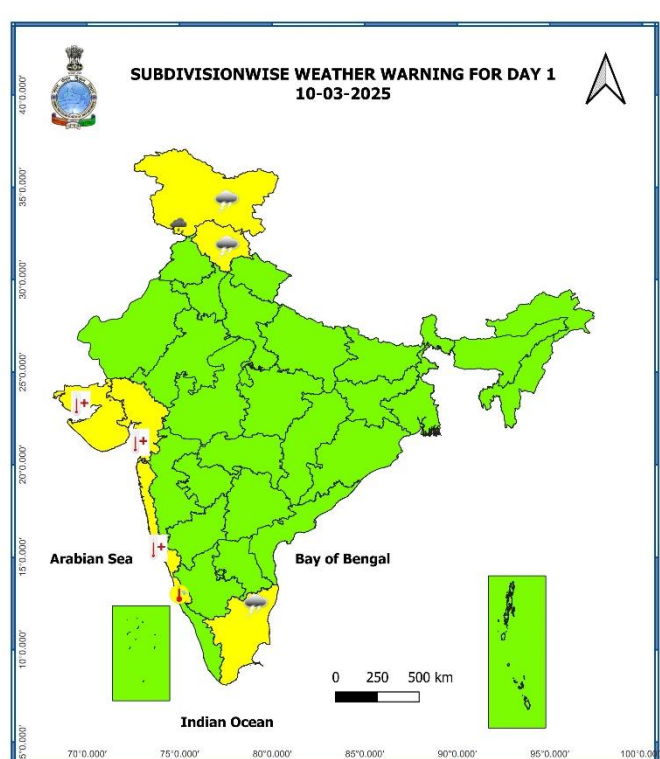 SUBDIVISIONWISE WEATHER WARNING FOR DAY 1
10-03-2025
40°0.000'
35°0.000'
30°0.000'
25°0.000'
20°0.000'
15°0.000'
10°0.000'
5°0.000'
Arabian Sea
Bay of Bengal
0 250 500 km
Indian Ocean
70°0.000' 75°0.000' 80°0.000' 85°0.000' 90°0.000' 95°0.000' 100°0.000'